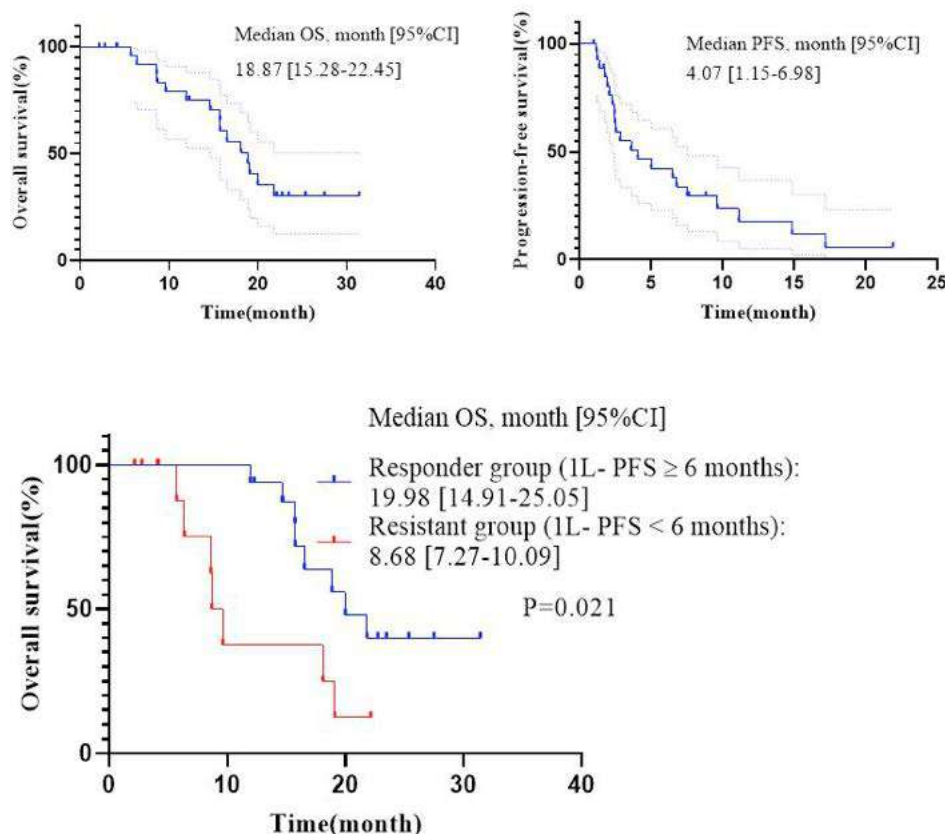 Median OS, month [95%CI]
18.87 [15.28-22.45]
Overall survival(%)
100
50
0
0 10 20 30 40
Time(month)
Median PFS, month [95%CI]
4.07 [1.15-6.98]
Progression-free survival(%)
100
50
0
0 5 10 15 20 25
Time(month)
Median OS, month [95%CI]
Responder group (1L- PFS ≥ 6 months):
19.98 [14.91-25.05]
Resistant group (1L- PFS < 6 months):
8.68 [7.27-10.09]
P=0.021
Overall survival(%)
100
50
0
0 10 20 30 40
Time(month)